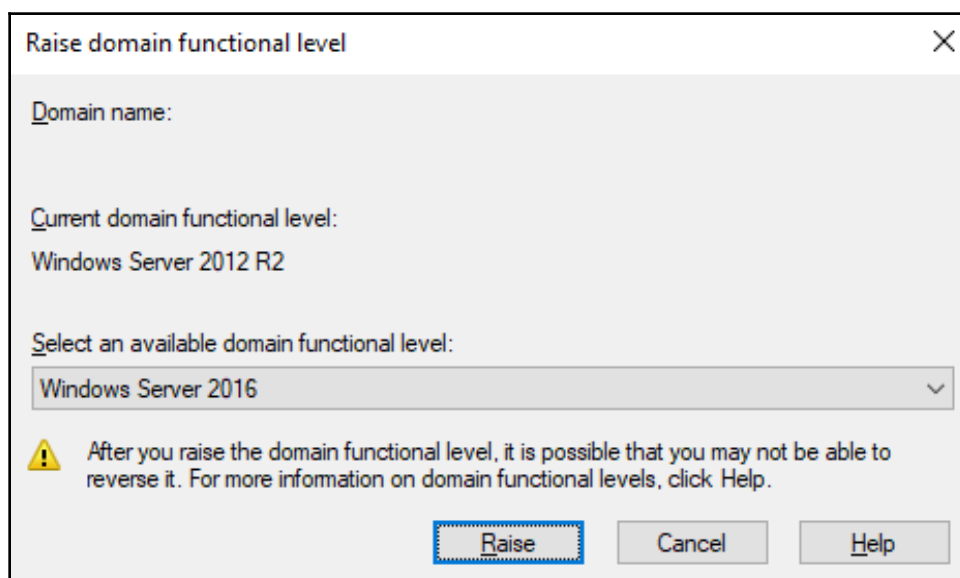 Raise domain functional level
Domain name:
Current domain functional level:
Windows Server 2012 R2
Select an available domain functional level:
Windows Server 2016
After you raise the domain functional level, it is possible that you may not be able to
reverse it. For more information on domain functional levels, click Help.
Raise Cancel Help